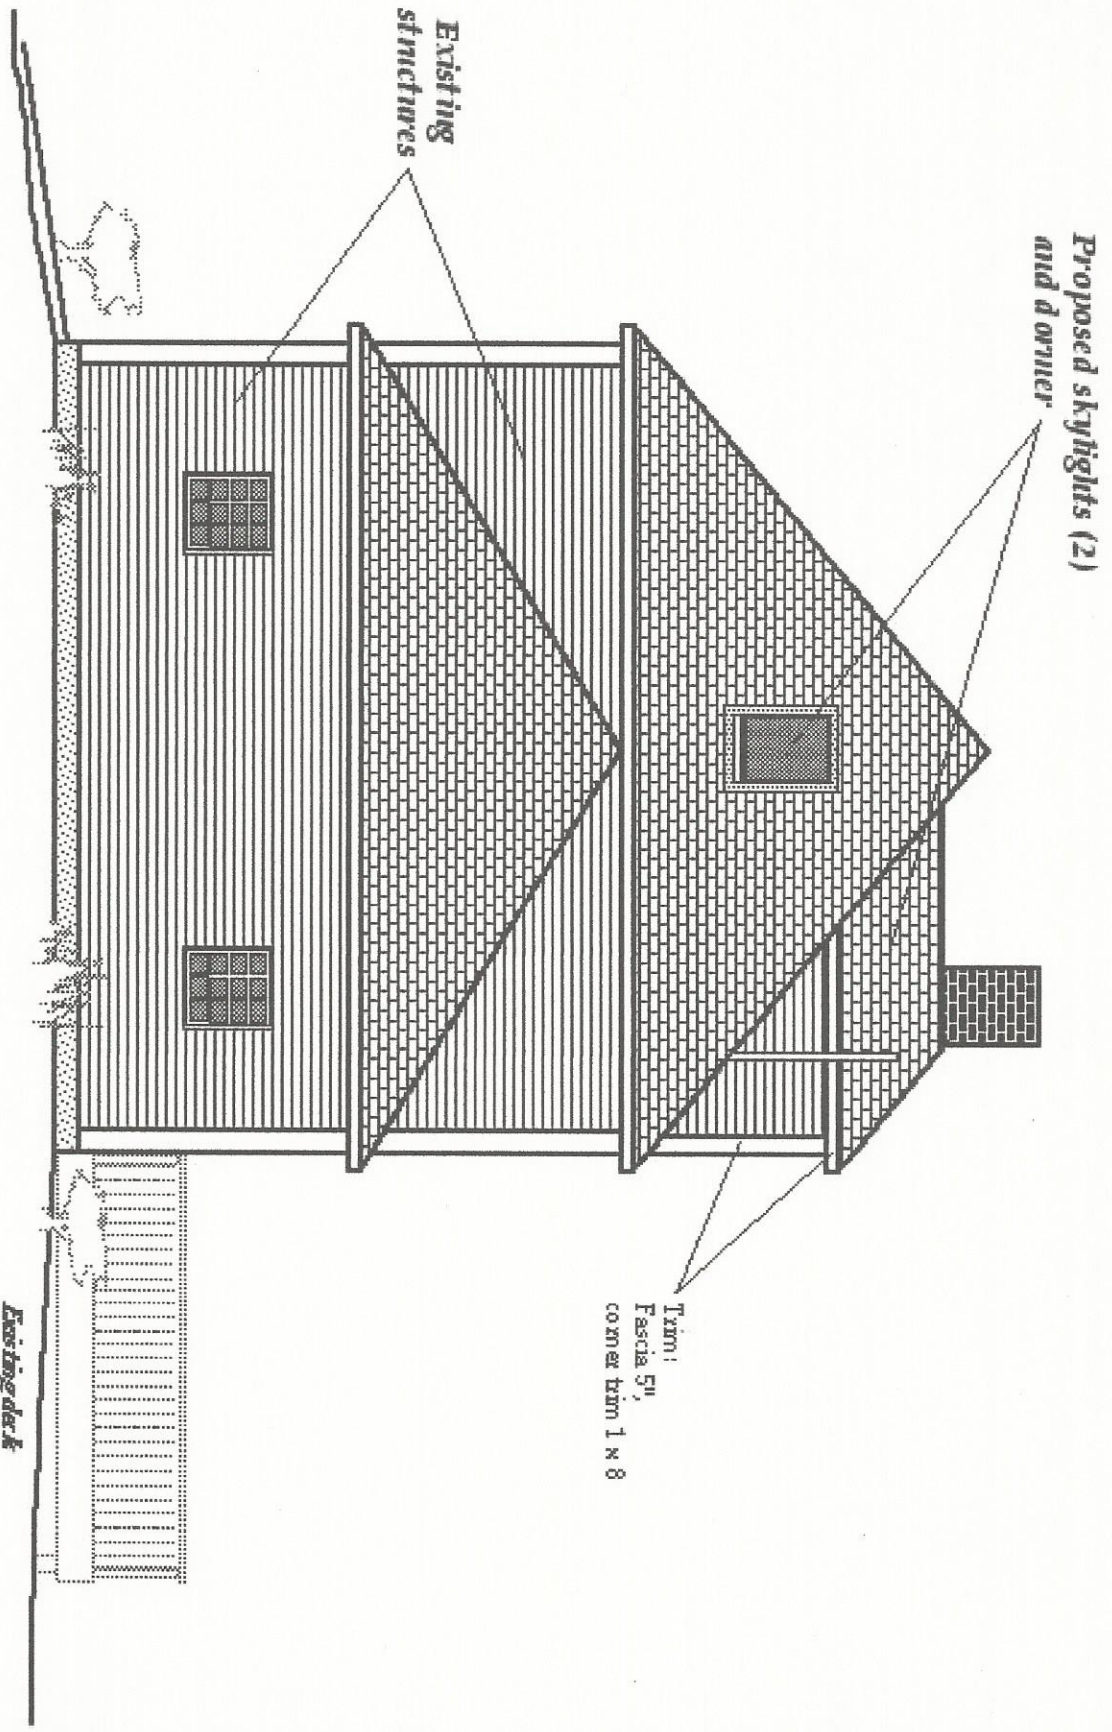 Proposed skylights (2)
and dormer
Existing
structures
Trim:
Fascia 5",
corner trim 1 x 8
Existing deck